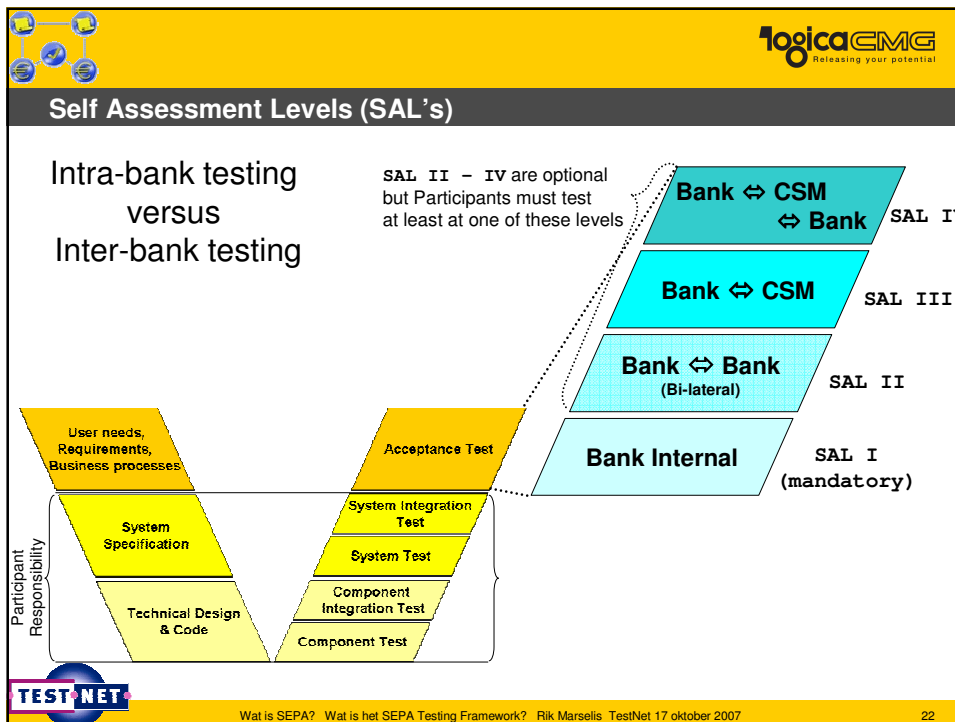 logicaCMG
Releasing your potential
Self Assessment Levels (SAL's)
Intra-bank testing
versus
Inter-bank testing
SAL II – IV are optional
but Participants must test
at least at one of these levels
Bank ⇔ CSM
⇔ Bank
SAL IV
Bank ⇔ CSM
SAL III
Bank ⇔ Bank
(Bi-lateral)
SAL II
Bank Internal
SAL I
(mandatory)
User needs,
Requirements,
Business processes
Acceptance Test
System
Specification
System Integration
Test
System Test
Technical Design
& Code
Component
Integration Test
Component Test
Participant
Responsibility
TEST NET
Wat is SEPA? Wat is het SEPA Testing Framework? Rik Marselis TestNet 17 oktober 2007
22